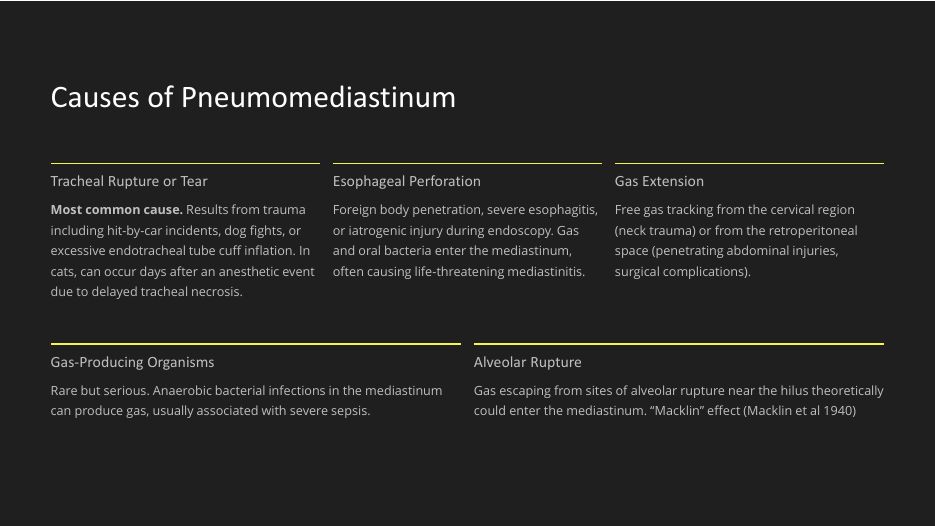 Causes of Pneumomediastinum
Tracheal Rupture or Tear
Most common cause. Results from trauma
including hit-by-car incidents, dog fights, or
excessive endotracheal tube cuff inflation. In
cats, can occur days after an anesthetic event
due to delayed tracheal necrosis.
Esophageal Perforation
Foreign body penetration, severe esophagitis,
or iatrogenic injury during endoscopy. Gas
and oral bacteria enter the mediastinum,
often causing life-threatening mediastinitis.
Gas Extension
Free gas tracking from the cervical region
(neck trauma) or from the retroperitoneal
space (penetrating abdominal injuries,
surgical complications).
Gas-Producing Organisms
Rare but serious. Anaerobic bacterial infections in the mediastinum
can produce gas, usually associated with severe sepsis.
Alveolar Rupture
Gas escaping from sites of alveolar rupture near the hilus theoretically
could enter the mediastinum. “Macklin” effect (Macklin et al 1940)